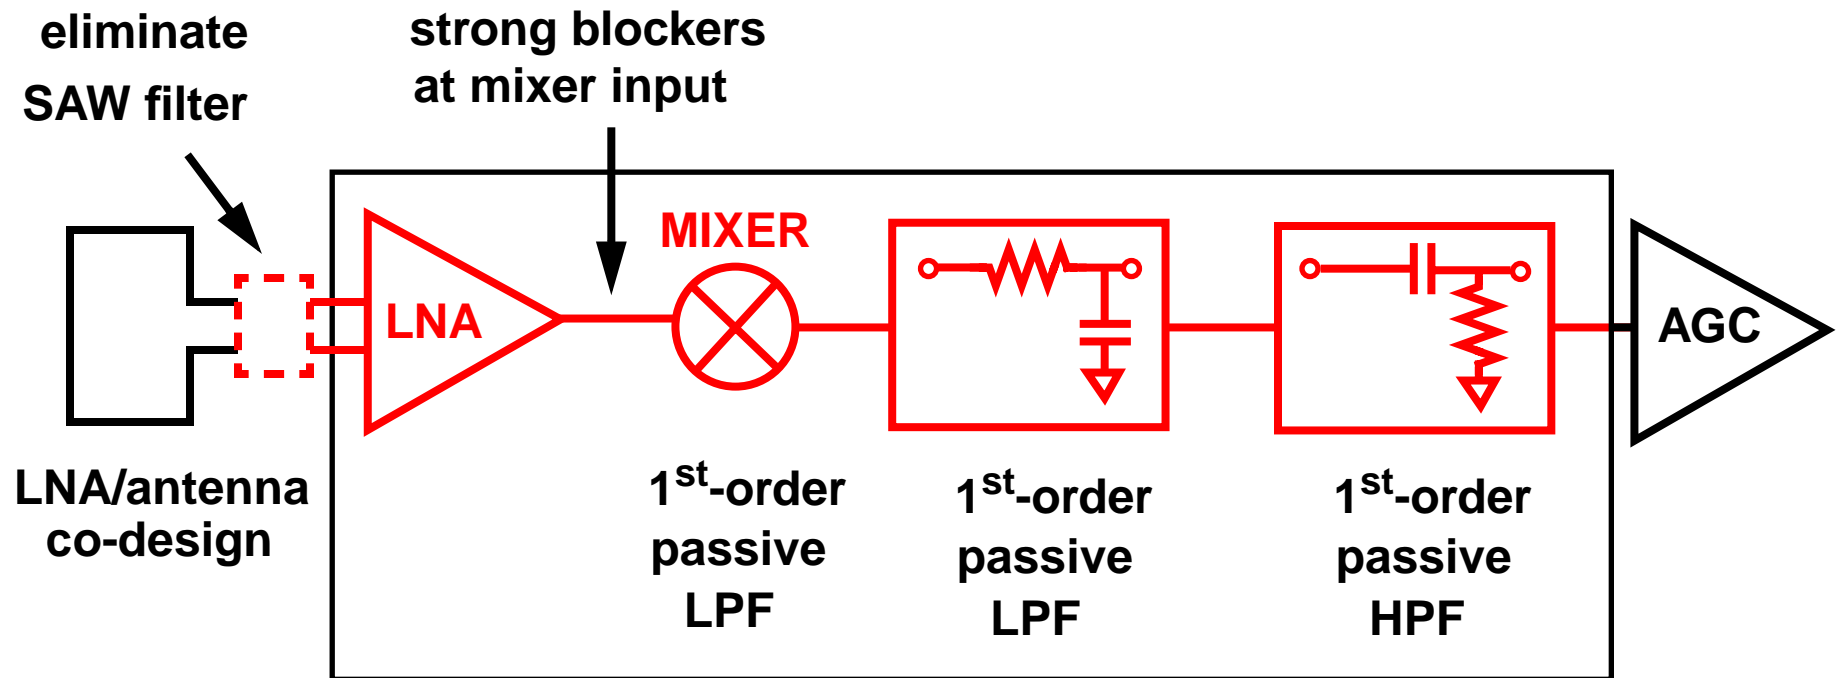 eliminate
SAW filter
strong blockers
at mixer input
MIXER
LNA
AGC
LNA/antenna
co-design
1st-order
passive
LPF
1st-order
passive
LPF
1st-order
passive
HPF